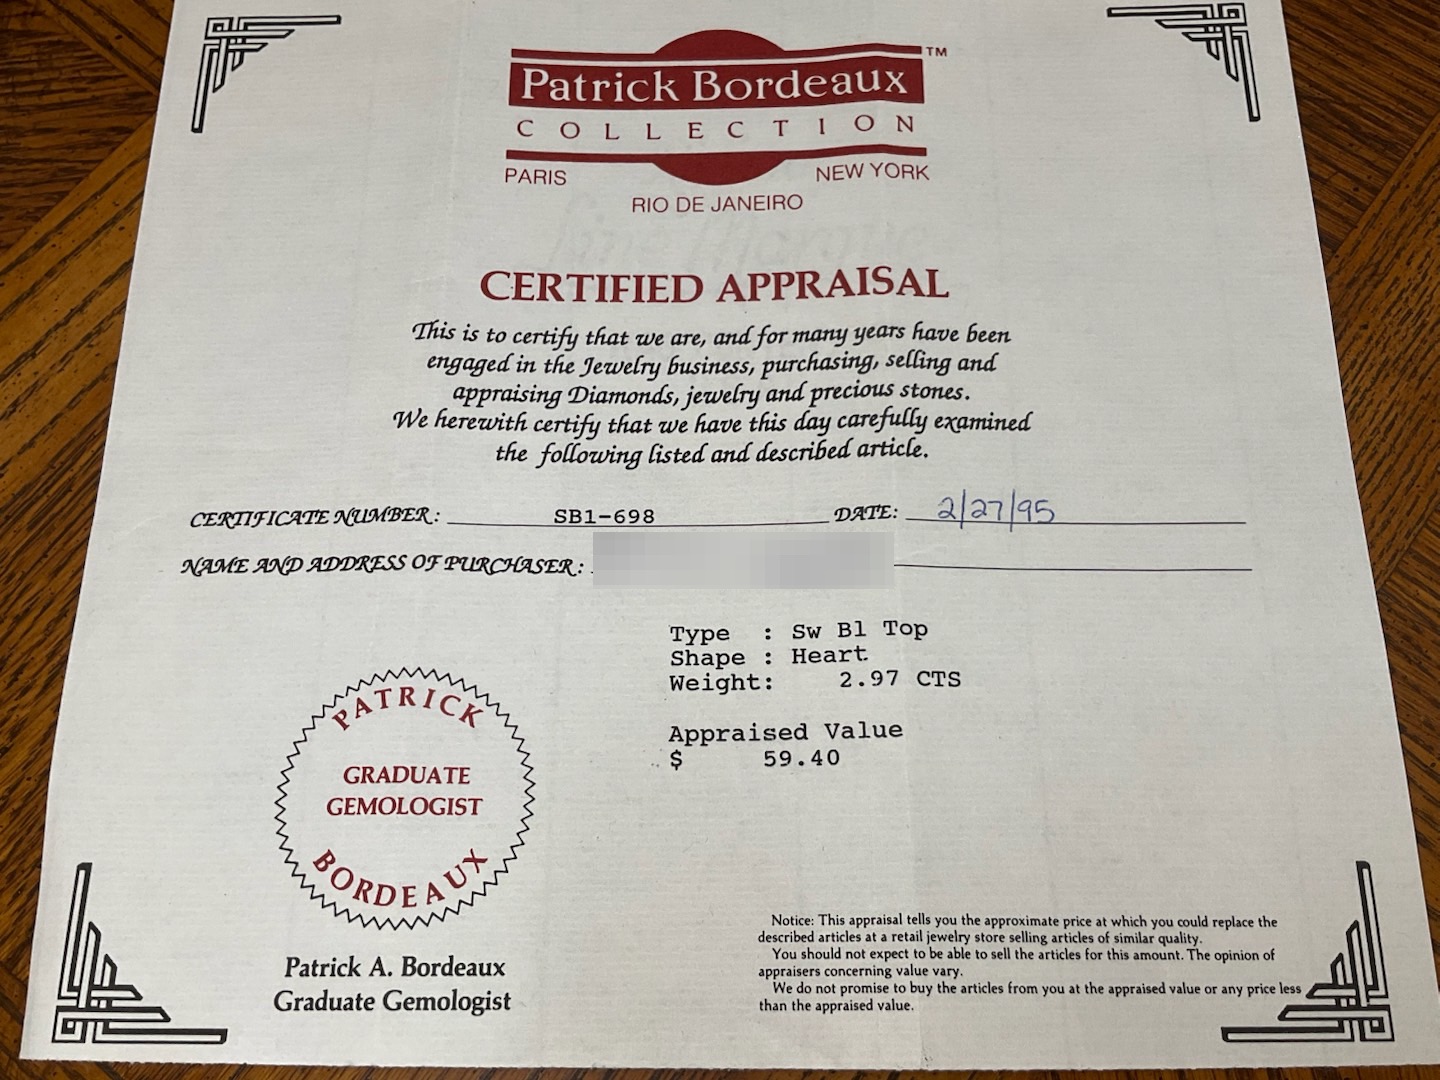 Patrick Bordeaux TM
COLLECTION
PARIS NEW YORK
RIO DE JANEIRO
CERTIFIED APPRAISAL
This is to certify that we are, and for many years have been
engaged in the Jewelry business, purchasing, selling and
appraising Diamonds, jewelry and precious stones.
We herewith certify that we have this day carefully examined
the following listed and described article.
CERTIFICATE NUMBER: SB1-698 DATE: 2/27/95
NAME AND ADDRESS OF PURCHASER:
Type : Sw Bl Top
Shape : Heart
Weight: 2.97 CTS
Appraised Value
$ 59.40
PATRICK
GRADUATE
GEMOLOGIST
BORDEAUX
Patrick A. Bordeaux
Graduate Gemologist
Notice: This appraisal tells you the approximate price at which you could replace the
described articles at a retail jewelry store selling articles of similar quality.
You should not expect to be able to sell the articles for this amount. The opinion of
appraisers concerning value vary.
We do not promise to buy the articles from you at the appraised value or any price less
than the appraised value.